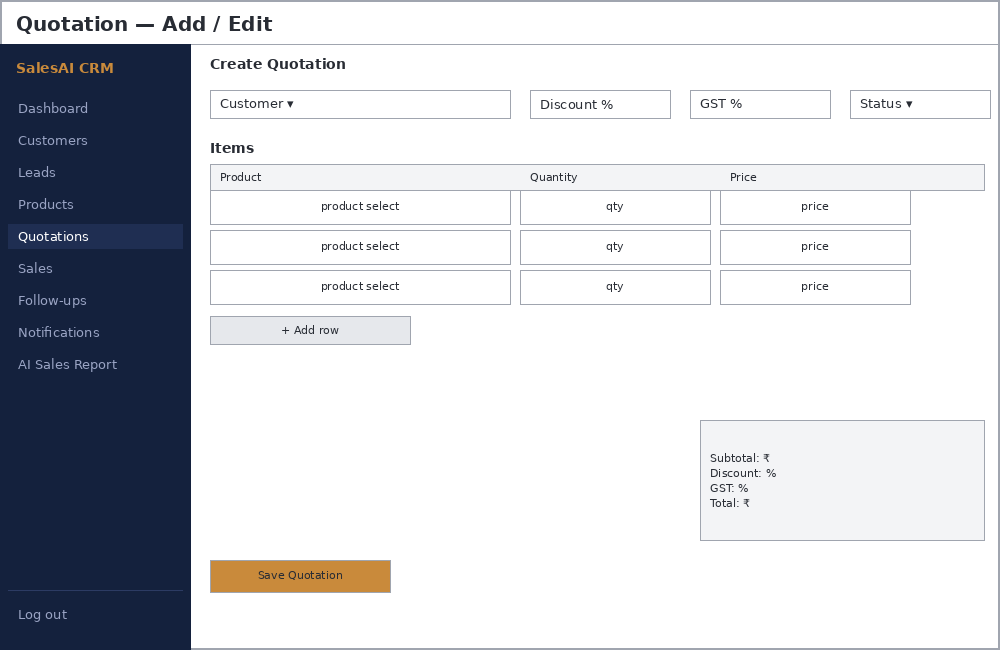 Quotation — Add / Edit
SalesAI CRM
Dashboard
Customers
Leads
Products
Quotations
Sales
Follow-ups
Notifications
AI Sales Report
Log out
Create Quotation
Customer ▾
Discount %
GST %
Status ▾
Items
Product Quantity Price
product select qty price
product select qty price
product select qty price
+ Add row
Subtotal: ₹
Discount: %
GST: %
Total: ₹
Save Quotation